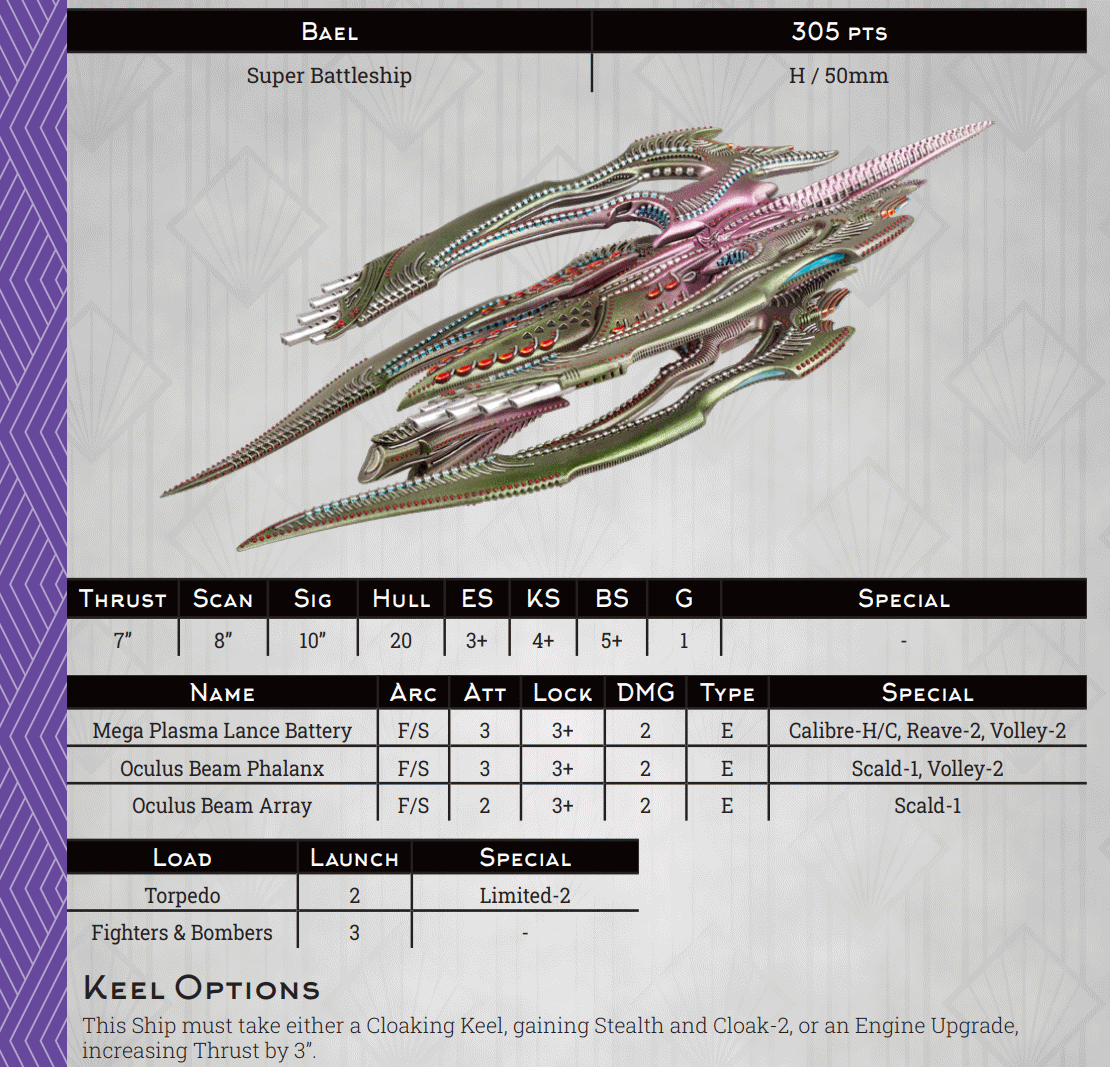 Bael 305 pts
Super Battleship H / 50mm
Thrust Scan Sig Hull ES KS BS G Special
7” 8” 10” 20 3+ 4+ 5+ 1 -
Name Arc Att Lock DMG Type Special
Mega Plasma Lance Battery F/S 3 3+ 2 E Calibre-H/C, Reave-2, Volley-2
Oculus Beam Phalanx F/S 3 3+ 2 E Scald-1, Volley-2
Oculus Beam Array F/S 2 3+ 2 E Scald-1
Load Launch Special
Torpedo 2 Limited-2
Fighters & Bombers 3 -
Keel Options
This Ship must take either a Cloaking Keel, gaining Stealth and Cloak-2, or an Engine Upgrade,
increasing Thrust by 3”.